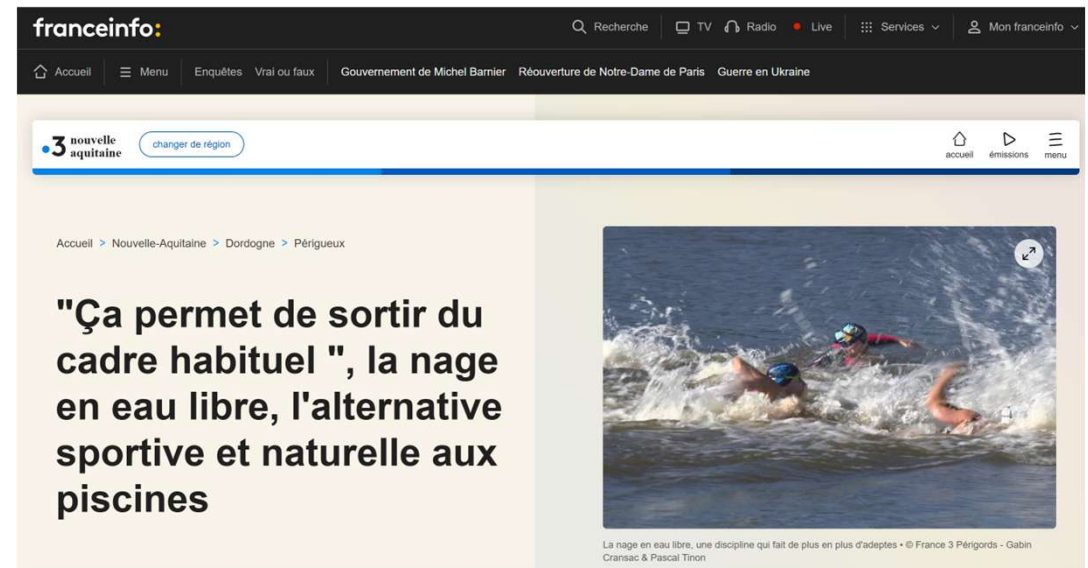 franceinfo:
Recherche TV Radio Live Services Mon franceinfo
Accueil Menu Enquêtes Vrai ou faux Gouvernement de Michel Barnier Réouverture de Notre-Dame de Paris Guerre en Ukraine
3 nouvelle
aquitaine
changer de région
accueil émissions menu
Accueil > Nouvelle-Aquitaine > Dordogne > Périgueux
"Ça permet de sortir du
cadre habituel ", la nage
en eau libre, l'alternative
sportive et naturelle aux
piscines
La nage en eau libre, une discipline qui fait de plus en plus d'adeptes • © France 3 Périgords - Gabin
Cransac & Pascal Tinon